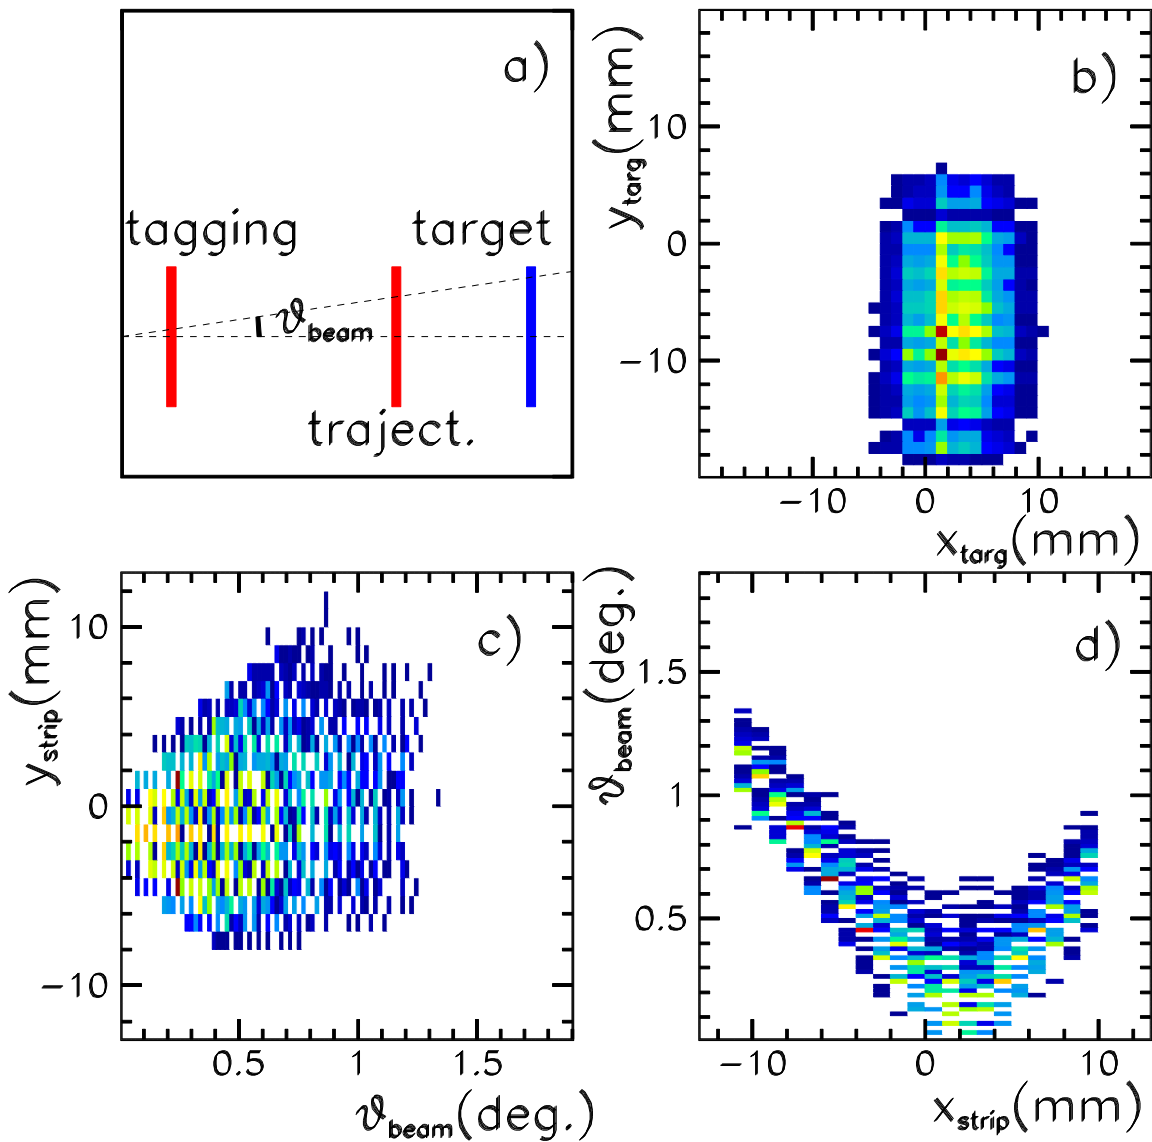 a)
tagging
target
ϑbeam
traject.
b)
ytarg(mm)
10
0
−10
−10
0
10
xtarg(mm)
c)
ystrip(mm)
10
0
−10
0.5
1
1.5
ϑbeam(deg.)
d)
ϑbeam(deg.)
1.5
1
0.5
−10
0
10
xstrip(mm)